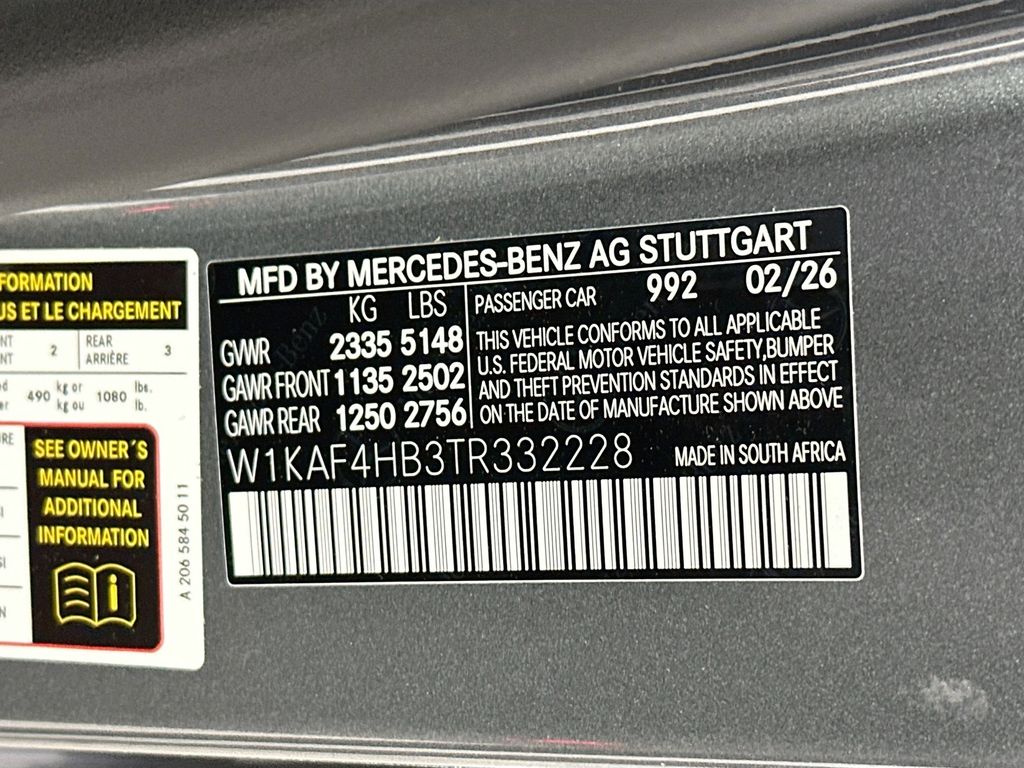 FORMATION
US ET LE CHARGEMENT
NT 2 REAR 3
NT ARRIÈRE
490 kg or 1080 lbs.
kg ou lb.
SEE OWNER´S
MANUAL FOR
ADDITIONAL
INFORMATION
A 206 584 50 11
MFD BY MERCEDES-BENZ AG STUTTGART
KG LBS
GVWR 2335 5148
GAWR FRONT 1135 2502
GAWR REAR 1250 2756
PASSENGER CAR 992 02/26
THIS VEHICLE CONFORMS TO ALL APPLICABLE
U.S. FEDERAL MOTOR VEHICLE SAFETY,BUMPER
AND THEFT PREVENTION STANDARDS IN EFFECT
ON THE DATE OF MANUFACTURE SHOWN ABOVE
W1KAF4HB3TR332228 MADE IN SOUTH AFRICA